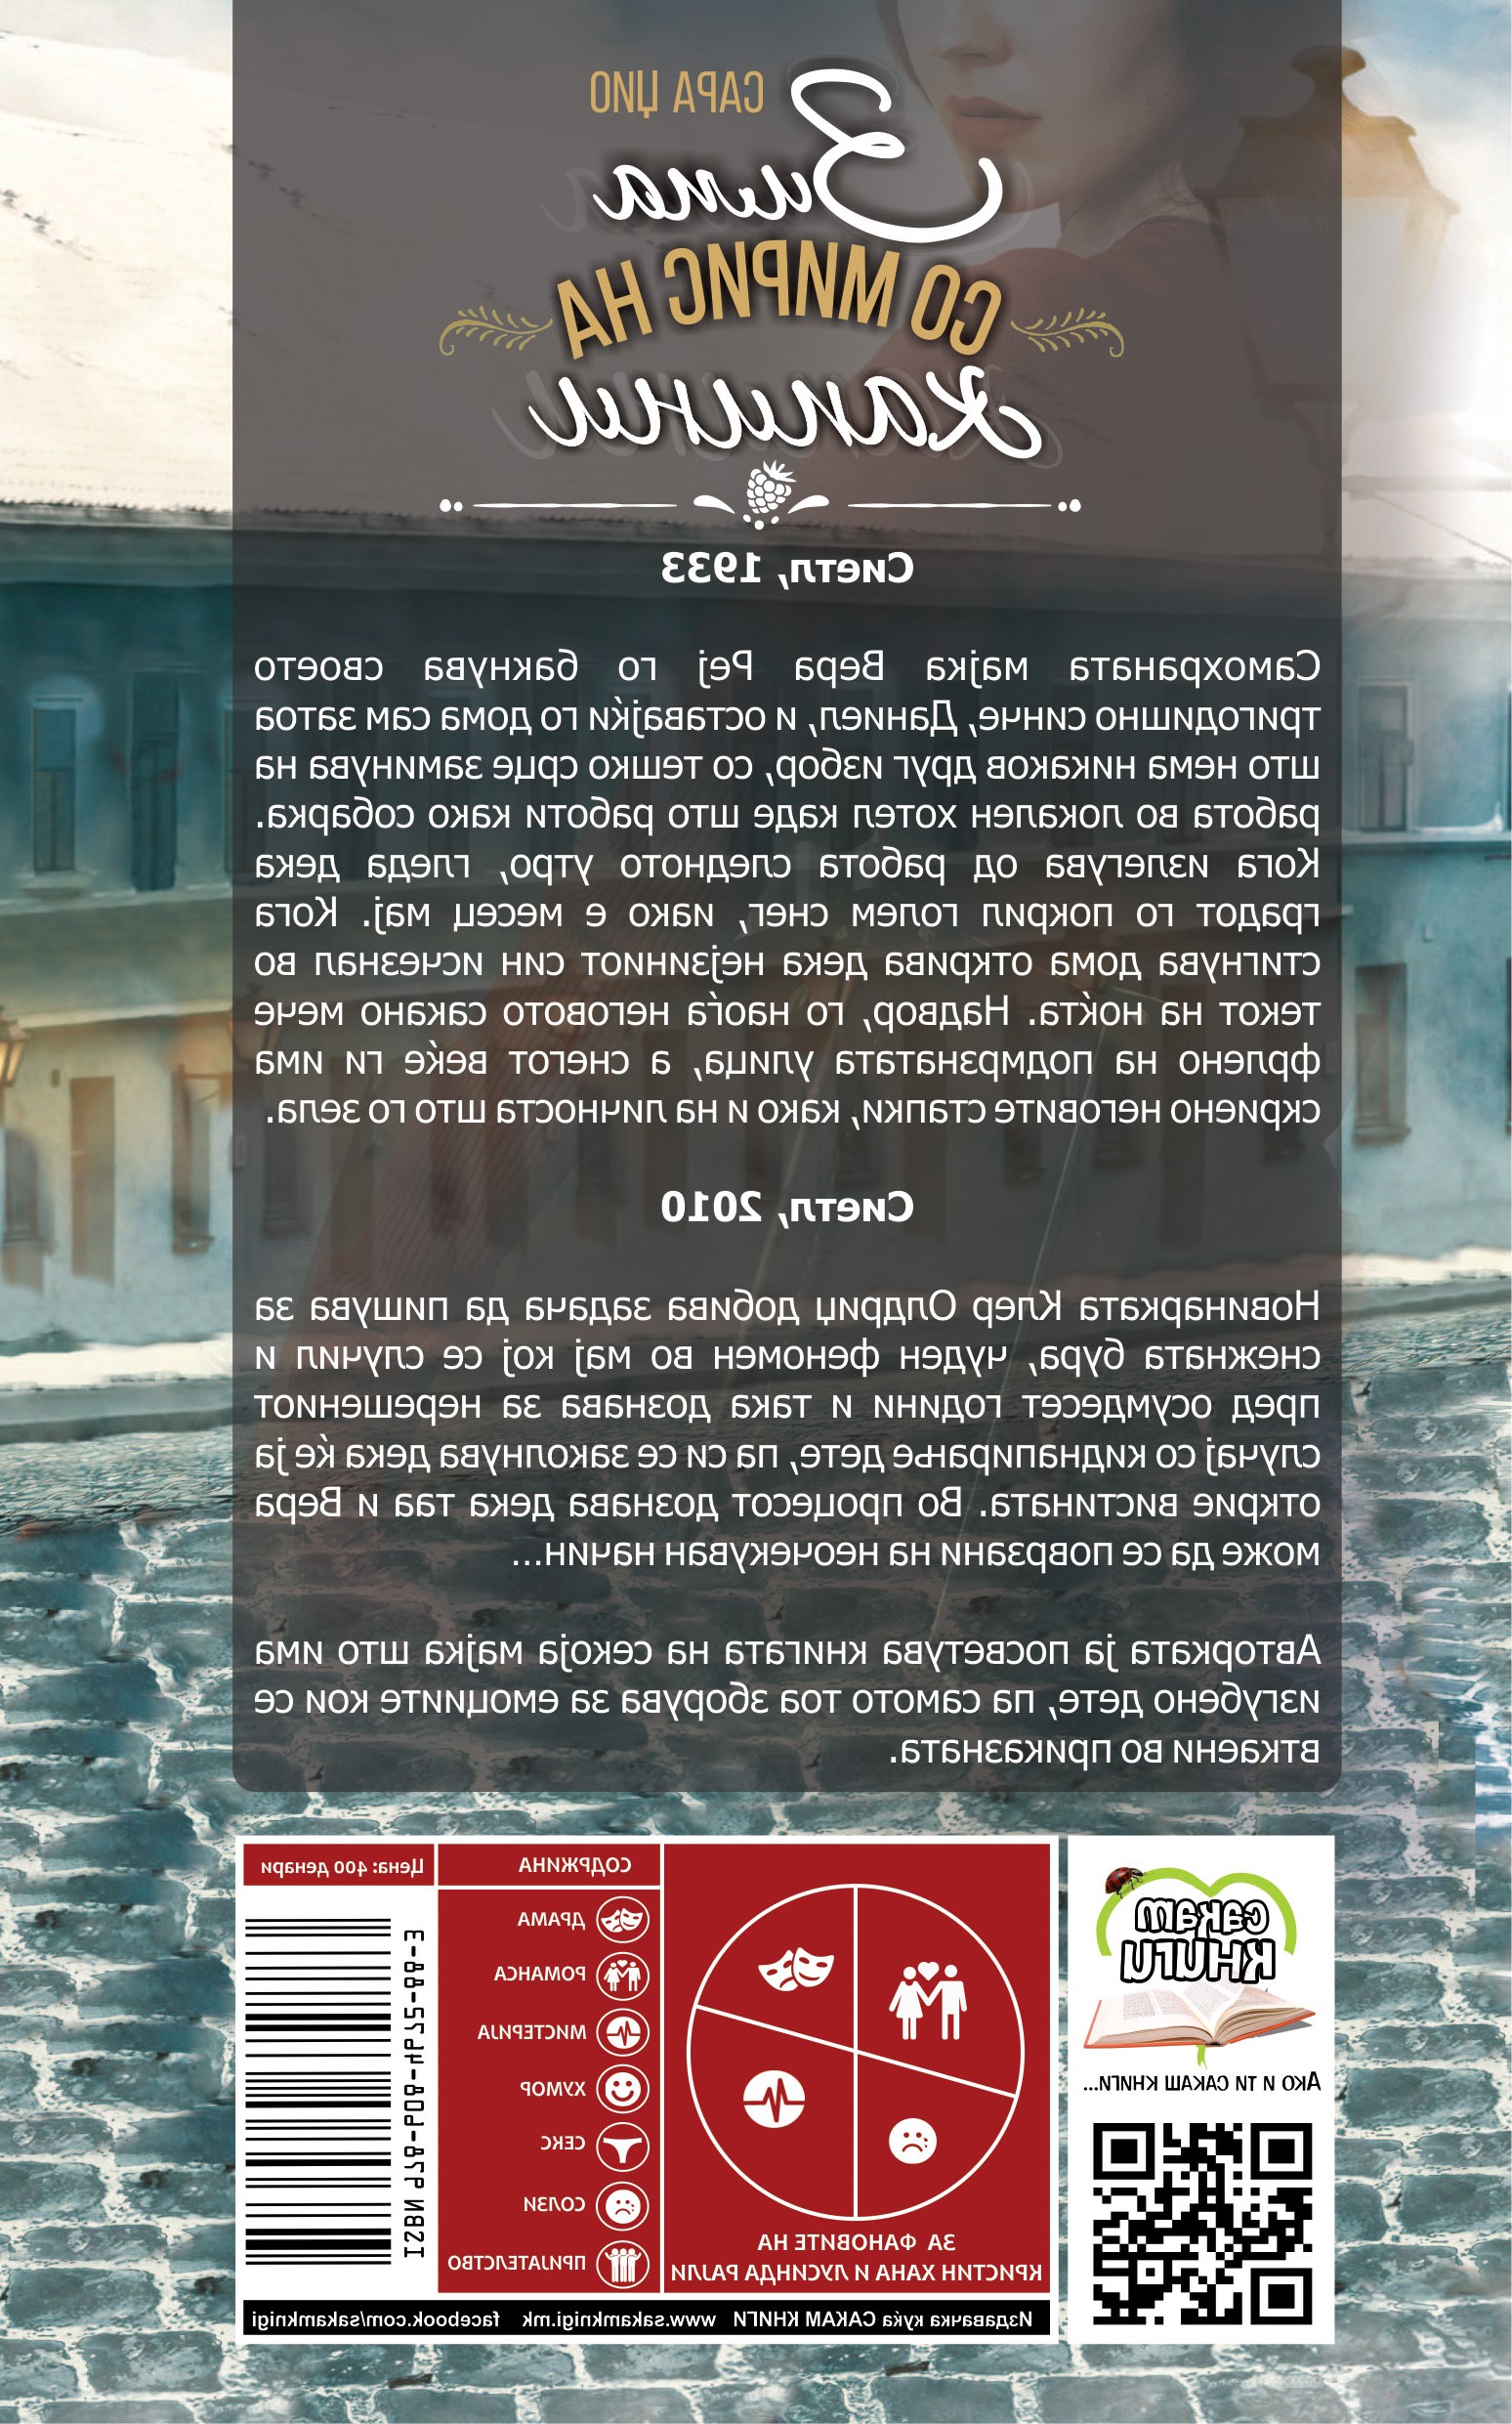 САРА ЏИО
Зима
СО МИРИС НА
капини
Сиетл, 1933
Самохраната мајка Вера Реј го бакнува своето
тригодишно синче, Даниел, и оставајќи го дома сам затоа
што нема никаков друг избор, со тешко срце заминува на
работа во локален хотел каде што работи како собарка.
Кога излегува од работа следното утро, гледа дека
градот го покрил голем снег, иако е месец мај. Кога
стигнува дома открива дека нејзиниот син исчезнал во
текот на ноќта. Надвор, го наоѓа неговото сакано мече
фрлено на подмрзнатата улица, а снегот веќе ги има
скриено неговите стапки, како и на личноста што го зела.
Сиетл, 2010
Новинарката Клер Олдриџ добива задача да пишува за
снежната бура, чуден феномен во мај кој се случил и
пред осумдесет години и така дознава за нерешениот
случај со киднапирање дете, па си се заколнува дека ќе ја
открие вистината. Во процесот дознава дека таа и Вера
може да се поврзани на неочекуван начин...
Авторката ја посветува книгата на секоја мајка што има
изгубено дете, па самото тоа зборува за емоциите кои се
вткаени во приказната.
сакам
книги
Ако и ти сакаш книги...
ЗА ФАНОВИТЕ НА
КРИСТИН ХАНА И ЛУСИНДА РАЈЛИ
СОДРЖИНА
ДРАМА
РОМАНСА
МИСТЕРИЈА
ХУМОР
СЕКС
СОЛЗИ
ПРИЈАТЕЛСТВО
Цена: 400 денари
ISBN 978-608-4925-88-3
Издавачка куќа САКАМ КНИГИ www.sakamknigi.mk facebook.com/sakamknigi